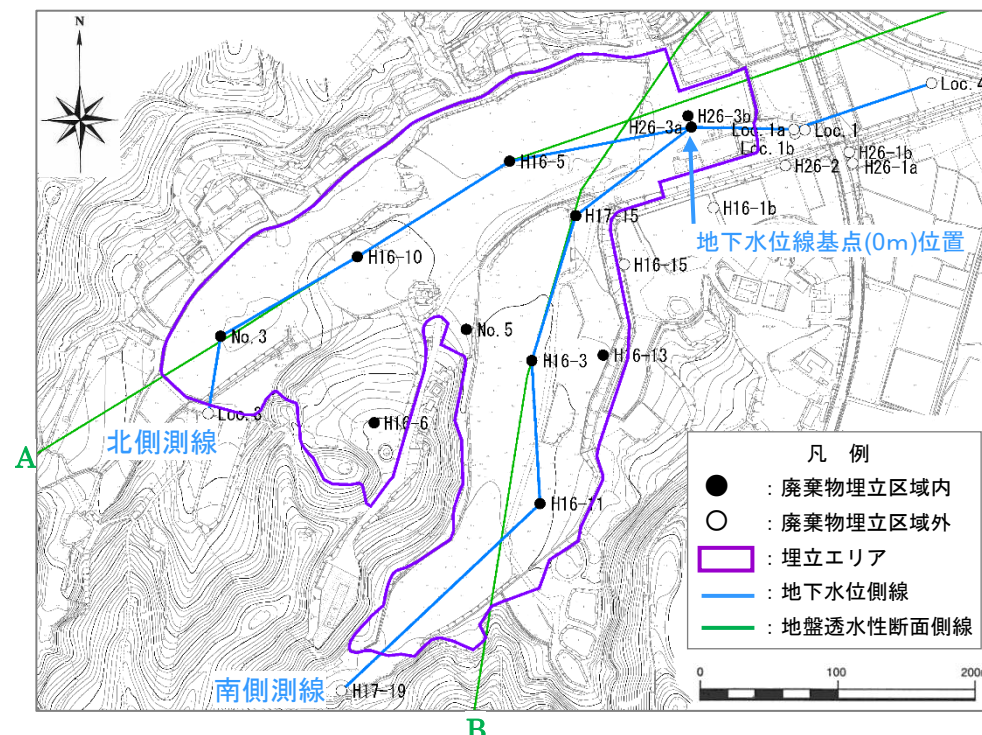 N
Loc. 4
H26-3b
H26-3a
Loc. 1a
Loc. 1
Loc. 1b
H26-1b
H26-2
H26-1a
H16-5
H16-1b
H17-15
地下水位線基点(0m)位置
H16-10
H16-15
No. 3
No. 5
H16-3
H16-13
Loc. 3
H16-6
北側測線
A
H16-11
南側測線
H17-19
B
凡 例
：廃棄物埋立区域内
：廃棄物埋立区域外
：埋立エリア
：地下水位側線
：地盤透水性断面側線
0 100 200